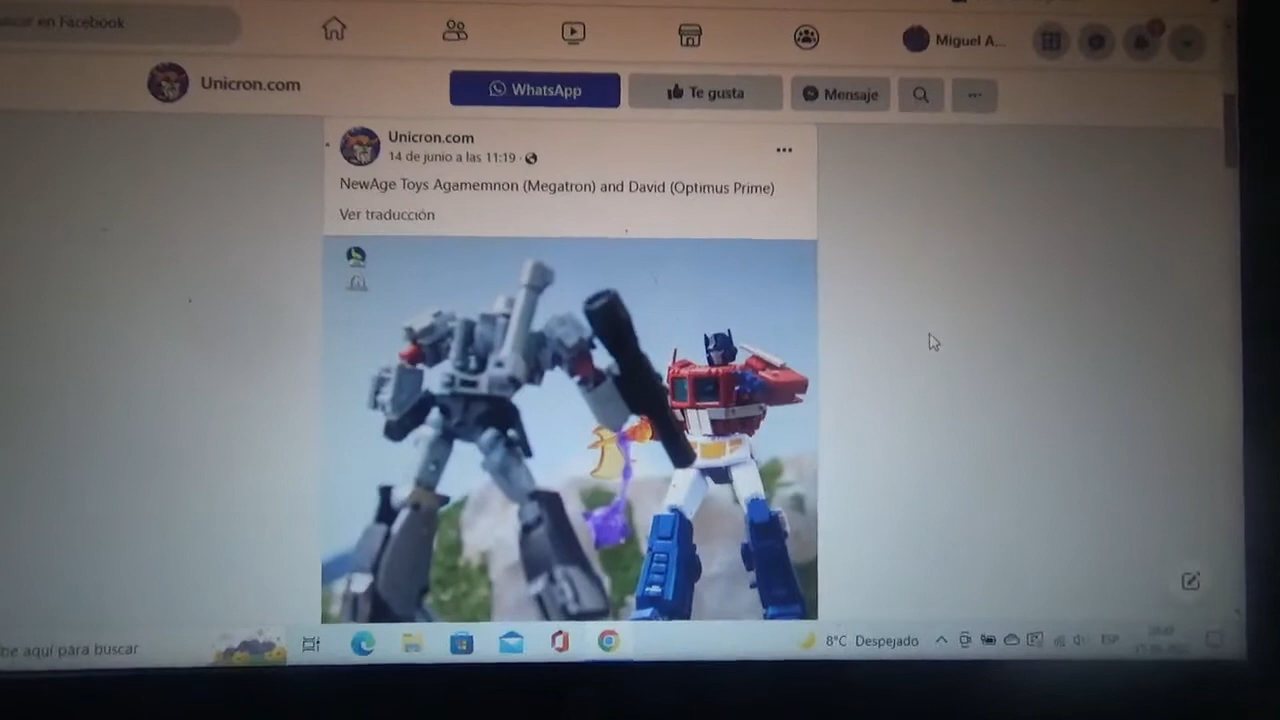 en Facebook
Miguel A...
Unicron.com
WhatsApp
Te gusta
Mensaje
Unicron.com
14 de junio a las 11:19
NewAge Toys Agamemnon (Megatron) and David (Optimus Prime)
Ver traducción
aquí para buscar
8°C Despejado
ESP